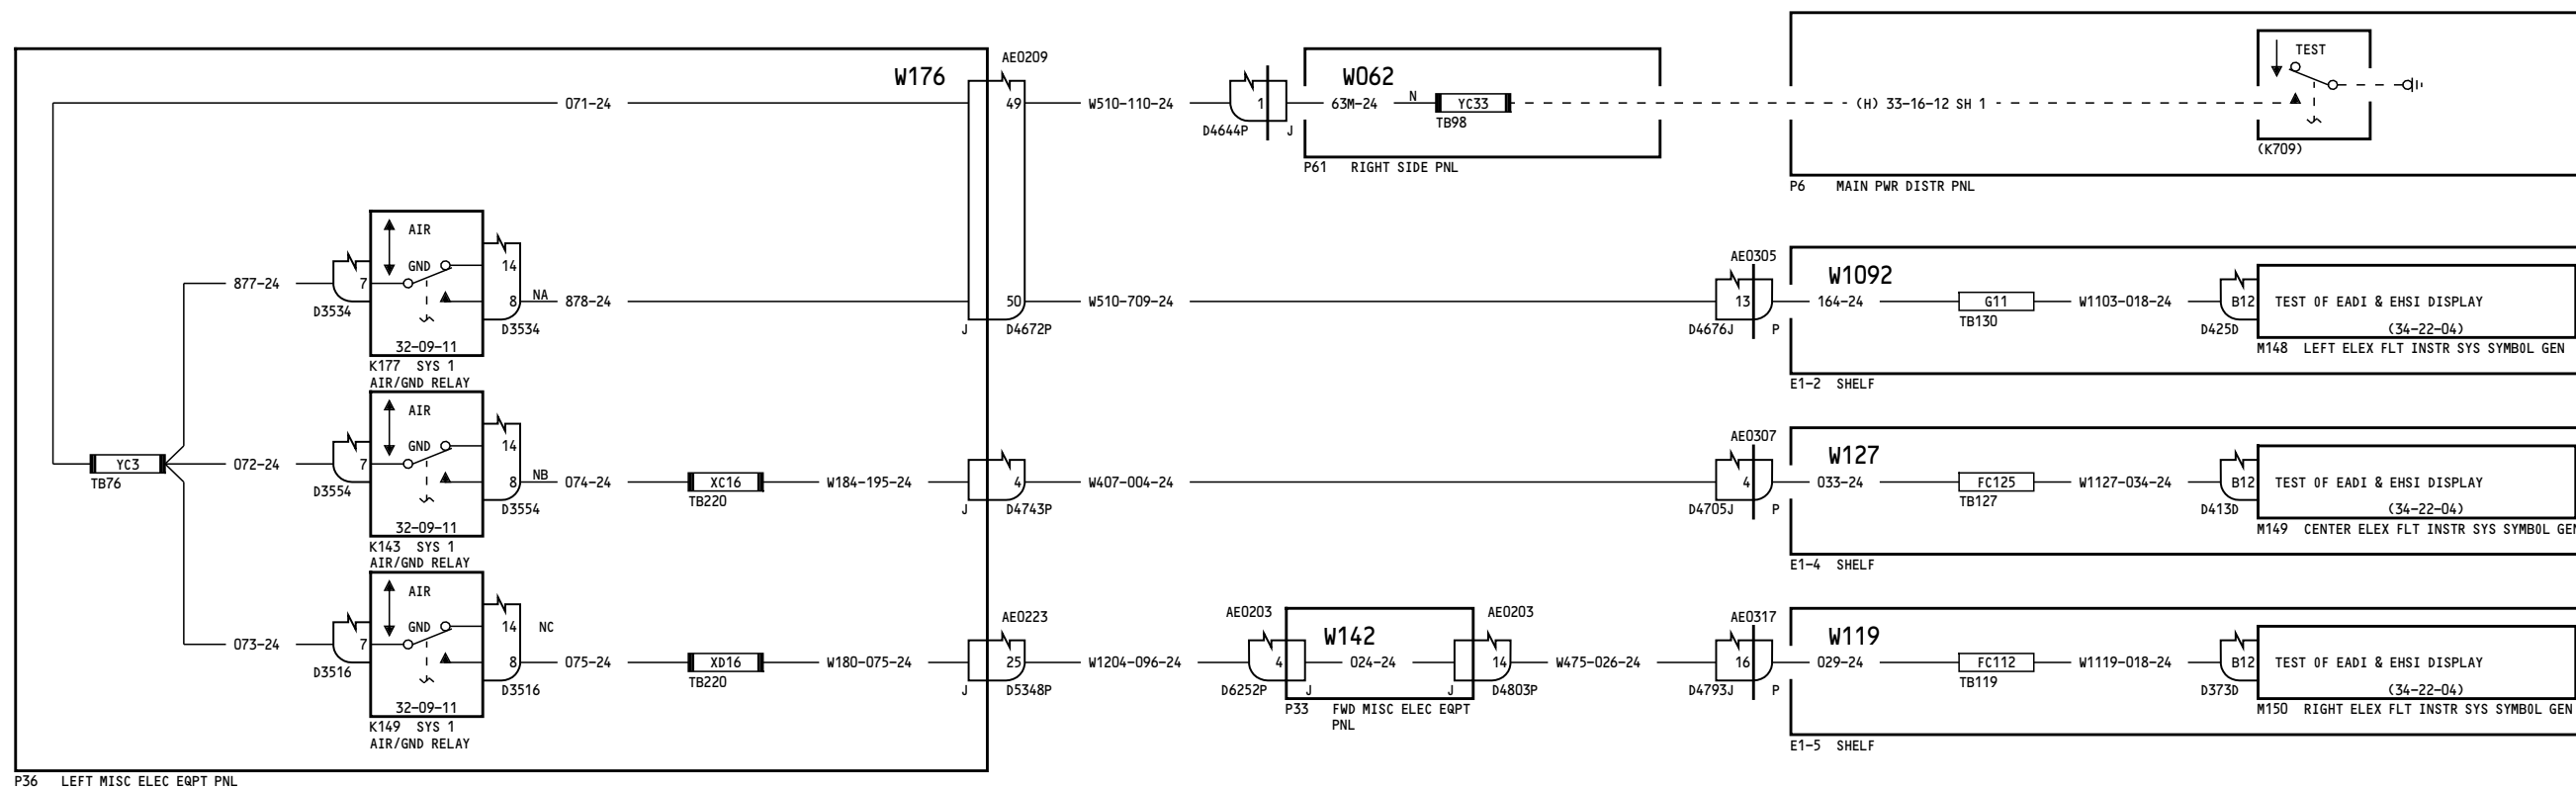 AE0209
W176
071-24
49
W510-110-24
1
D4644P
J
W062
63M-24
N
YC33
TB98
P61 RIGHT SIDE PNL
(H) 33-16-12 SH 1
TEST
(K709)
P6 MAIN PWR DISTR PNL
AIR
GND
877-24
7
D3534
14
8
NA
878-24
D3534
32-09-11
K177 SYS 1
AIR/GND RELAY
50
J
D4672P
W510-709-24
AE0305
13
D4676J
P
W1092
164-24
G11
TB130
W1103-018-24
B12
D425D
TEST OF EADI & EHSI DISPLAY
(34-22-04)
M148 LEFT ELEX FLT INSTR SYS SYMBOL GEN
E1-2 SHELF
YC3
TB76
AIR
GND
072-24
7
D3554
14
8
NB
074-24
D3554
32-09-11
K143 SYS 1
AIR/GND RELAY
XC16
TB220
W184-195-24
4
J
D4743P
W407-004-24
AE0307
4
D4705J
P
W127
033-24
FC125
TB127
W1127-034-24
B12
D413D
TEST OF EADI & EHSI DISPLAY
(34-22-04)
M149 CENTER ELEX FLT INSTR SYS SYMBOL GEN
E1-4 SHELF
AIR
GND
073-24
7
D3516
14
8
NC
075-24
D3516
32-09-11
K149 SYS 1
AIR/GND RELAY
XD16
TB220
W180-075-24
AE0223
25
J
D5348P
W1204-096-24
AE0203
4
D6252P
J
W142
024-24
AE0203
14
J
D4803P
P33 FWD MISC ELEC EQPT
PNL
W475-026-24
AE0317
16
D4793J
P
W119
029-24
FC112
TB119
W1119-018-24
B12
D373D
TEST OF EADI & EHSI DISPLAY
(34-22-04)
M150 RIGHT ELEX FLT INSTR SYS SYMBOL GEN
E1-5 SHELF
P36 LEFT MISC ELEC EQPT PNL